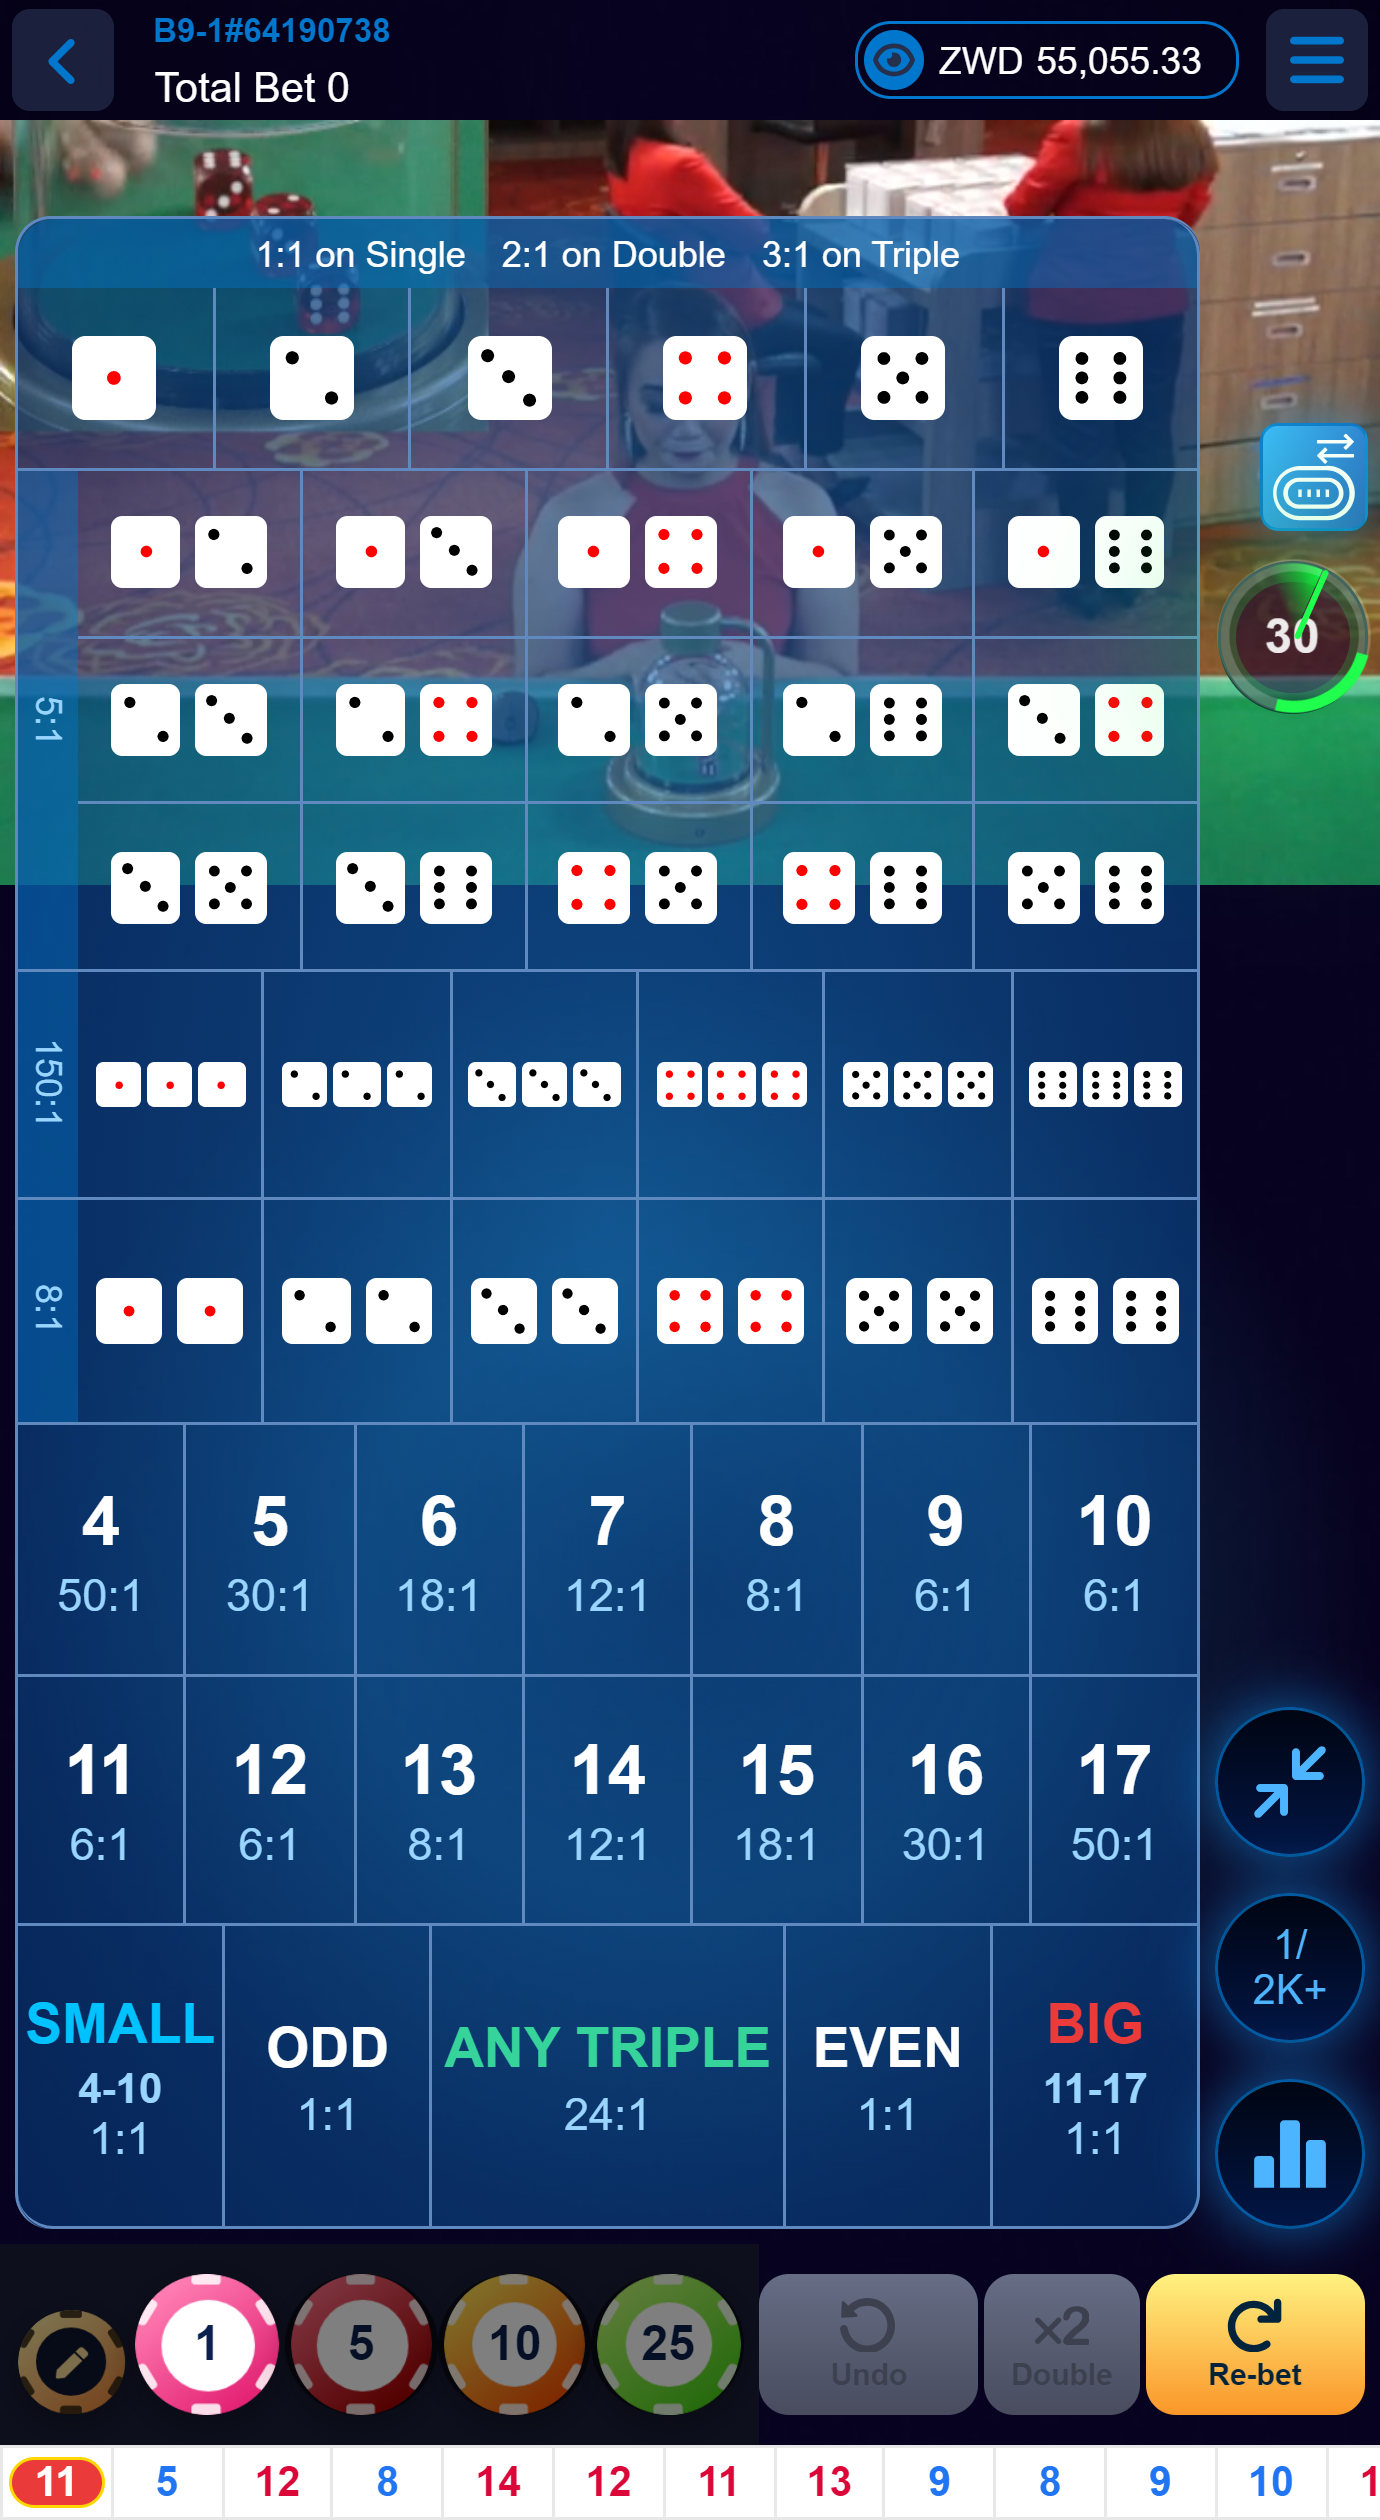 B9-1#64190738
Total Bet 0
ZWD 55,055.33
1:1 on Single 2:1 on Double 3:1 on Triple
30
5:1
150:1
8:1
4 5 6 7 8 9 10
50:1 30:1 18:1 12:1 8:1 6:1 6:1
11 12 13 14 15 16 17
6:1 6:1 8:1 12:1 18:1 30:1 50:1
1/
2K+
SMALL
4-10
1:1
ODD
1:1
ANY TRIPLE
24:1
EVEN
1:1
BIG
11-17
1:1
1 5 10 25
Undo
x2
Double
Re-bet
11 5 12 8 14 12 11 13 9 8 9 10